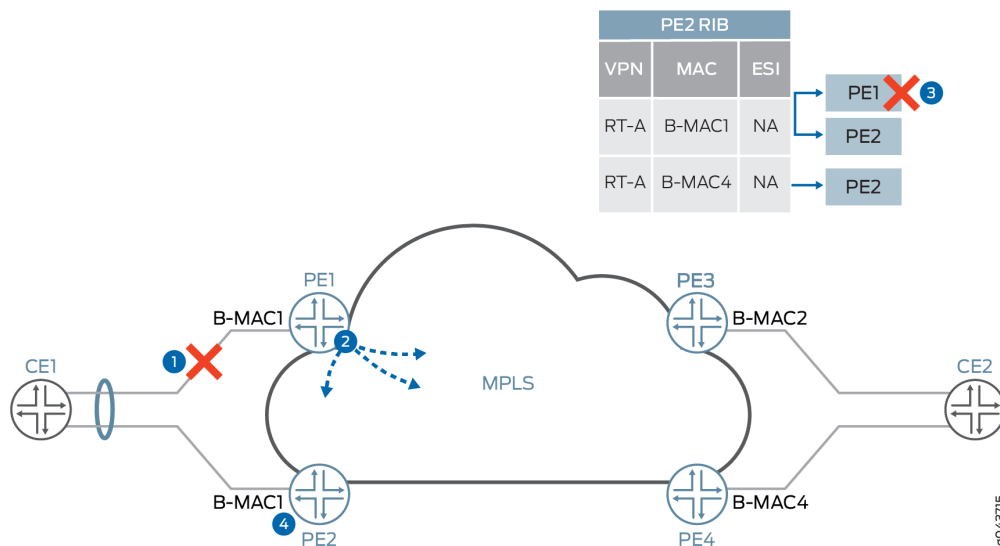 PE2 RIB
VPN MAC ESI
PE1 3
RT-A B-MAC1 NA
PE2
RT-A B-MAC4 NA PE2
PE1 PE3
B-MAC1 B-MAC2
2
1
CE1 CE2
MPLS
B-MAC1 B-MAC4
4
PE2 PE4
g043715